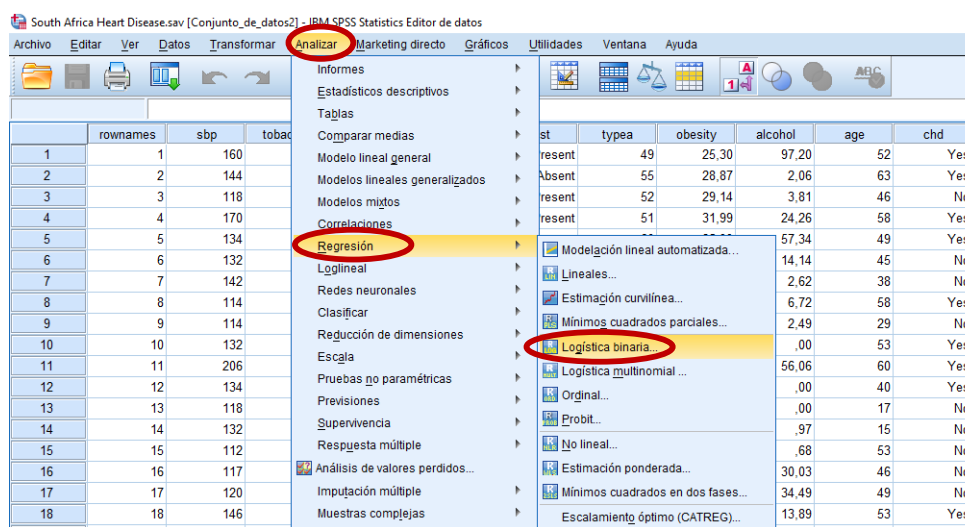 South Africa Heart Disease.sav [Conjunto_de_datos2] - IBM SPSS Statistics Editor de datos
Archivo Editar Ver Datos Transformar Analizar Marketing directo Gráficos Utilidades Ventana Ayuda
Informes
Estadísticos descriptivos
Tablas
Comparar medias
Modelo lineal general
Modelos lineales generalizados
Modelos mixtos
Correlaciones
Regresión
Loglineal
Redes neuronales
Clasificar
Reducción de dimensiones
Escala
Pruebas no paramétricas
Previsiones
Supervivencia
Respuesta múltiple
Análisis de valores perdidos...
Imputación múltiple
Muestras complejas
Modelación lineal automatizada...
Lineales...
Estimación curvilínea...
Mínimos cuadrados parciales...
Logística binaria...
Logística multinomial ...
Ordinal...
Probit...
No lineal...
Estimación ponderada...
Mínimos cuadrados en dos fases...
Escalamiento óptimo (CATREG)...
A
1
ABC
rownames sbp tobac st typea obesity alcohol age chd
1 1 160 resent 49 25,30 97,20 52 Yes
2 2 144 Absent 55 28,87 2,06 63 Yes
3 3 118 resent 52 29,14 3,81 46 No
4 4 170 resent 51 31,99 24,26 58 Yes
5 5 134 57,34 49 Yes
6 6 132 14,14 45 No
7 7 142 2,62 38 No
8 8 114 6,72 58 Yes
9 9 114 2,49 29 No
10 10 132 ,00 53 Yes
11 11 206 56,06 60 Yes
12 12 134 ,00 40 Yes
13 13 118 ,00 17 No
14 14 132 ,97 15 No
15 15 112 ,68 53 No
16 16 117 30,03 46 No
17 17 120 34,49 49 No
18 18 146 13,89 53 Yes